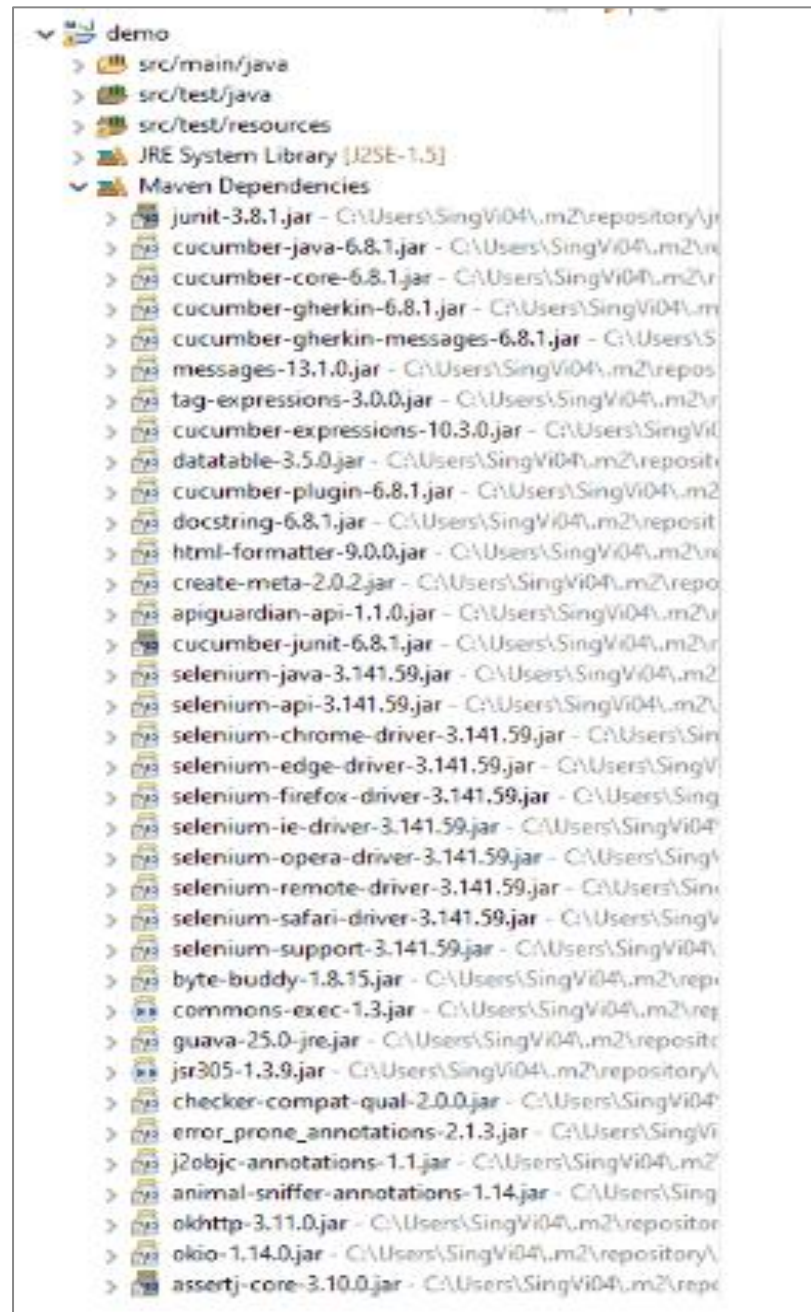 demo
src/main/java
src/test/java
src/test/resources
JRE System Library [J2SE-1.5]
Maven Dependencies
junit-3.8.1.jar - C:\Users\SingVi04\.m2\repository\
cucumber-java-6.8.1.jar - C:\Users\SingVi04\.m2\
cucumber-core-6.8.1.jar - C:\Users\SingVi04\.m2\r
cucumber-gherkin-6.8.1.jar - C:\Users\SingVi04\.m
cucumber-gherkin-messages-6.8.1.jar - C:\Users\S
messages-13.1.0.jar - C:\Users\SingVi04\.m2\repos
tag-expressions-3.0.0.jar - C:\Users\SingVi04\.m2\r
cucumber-expressions-10.3.0.jar - C:\Users\SingVi0
datatable-3.5.0.jar - C:\Users\SingVi04\.m2\reposit
cucumber-plugin-6.8.1.jar - C:\Users\SingVi04\.m2
docstring-6.8.1.jar - C:\Users\SingVi04\.m2\reposit
html-formatter-9.0.0.jar - C:\Users\SingVi04\.m2\
create-meta-2.0.2.jar - C:\Users\SingVi04\.m2\repo
apiguardian-api-1.1.0.jar - C:\Users\SingVi04\.m2\r
cucumber-junit-6.8.1.jar - C:\Users\SingVi04\.m2\r
selenium-java-3.141.59.jar - C:\Users\SingVi04\.m2
selenium-api-3.141.59.jar - C:\Users\SingVi04\.m2\
selenium-chrome-driver-3.141.59.jar - C:\Users\Sin
selenium-edge-driver-3.141.59.jar - C:\Users\SingV
selenium-firefox-driver-3.141.59.jar - C:\Users\Sing
selenium-ie-driver-3.141.59.jar - C:\Users\SingVi04
selenium-opera-driver-3.141.59.jar - C:\Users\Sing
selenium-remote-driver-3.141.59.jar - C:\Users\Sin
selenium-safari-driver-3.141.59.jar - C:\Users\SingV
selenium-support-3.141.59.jar - C:\Users\SingVi04\
byte-buddy-1.8.15.jar - C:\Users\SingVi04\.m2\rep
commons-exec-1.3.jar - C:\Users\SingVi04\.m2\rep
guava-25.0-jre.jar - C:\Users\SingVi04\.m2\reposit
jsr305-1.3.9.jar - C:\Users\SingVi04\.m2\repository\
checker-compat-qual-2.0.0.jar - C:\Users\SingVi04
error_prone_annotations-2.1.3.jar - C:\Users\SingVi
j2objc-annotations-1.1.jar - C:\Users\SingVi04\.m2
animal-sniffer-annotations-1.14.jar - C:\Users\Sing
okhttp-3.11.0.jar - C:\Users\SingVi04\.m2\repositor
okio-1.14.0.jar - C:\Users\SingVi04\.m2\repository\
assertj-core-3.10.0.jar - C:\Users\SingVi04\.m2\rep